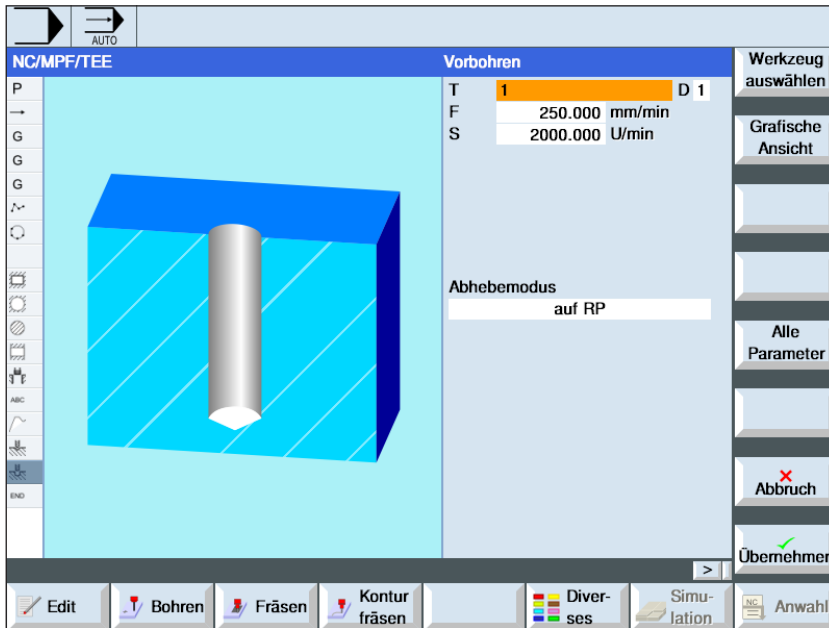 AUTO
NC/MPF/TEE
Vorbohren
T 1 D 1
F 250.000 mm/min
S 2000.000 U/min
Abhebemodus
auf RP
P
G
G
G
ABC
END
Werkzeug
auswählen
Grafische
Ansicht
Alle
Parameter
Abbruch
Übernehmen
>
Edit
Bohren
Fräsen
Kontur
fräsen
Diver-
ses
Simu-
lation
NC
Anwahl